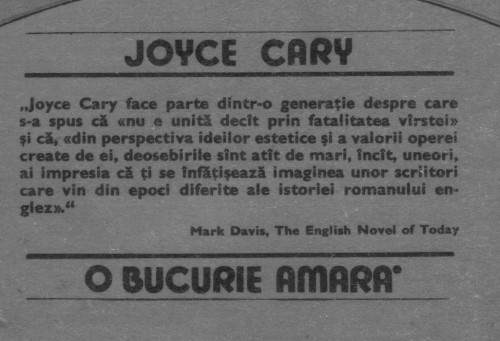 JOYCE CARY
„Joyce Cary face parte dintr-o generație despre care
s-a spus că «nu e unită decît prin fatalitatea vîrstei»
și că, «din perspectiva ideilor estetice și a valorii operei
create de ei, deosebirile sînt atît de mari, încît, uneori,
ai impresia că ți se înfățișează imaginea unor scriitori
care vin din epoci diferite ale istoriei romanului en-
glez».“
Mark Davis, The English Novel of Today
O BUCURIE AMARĂ